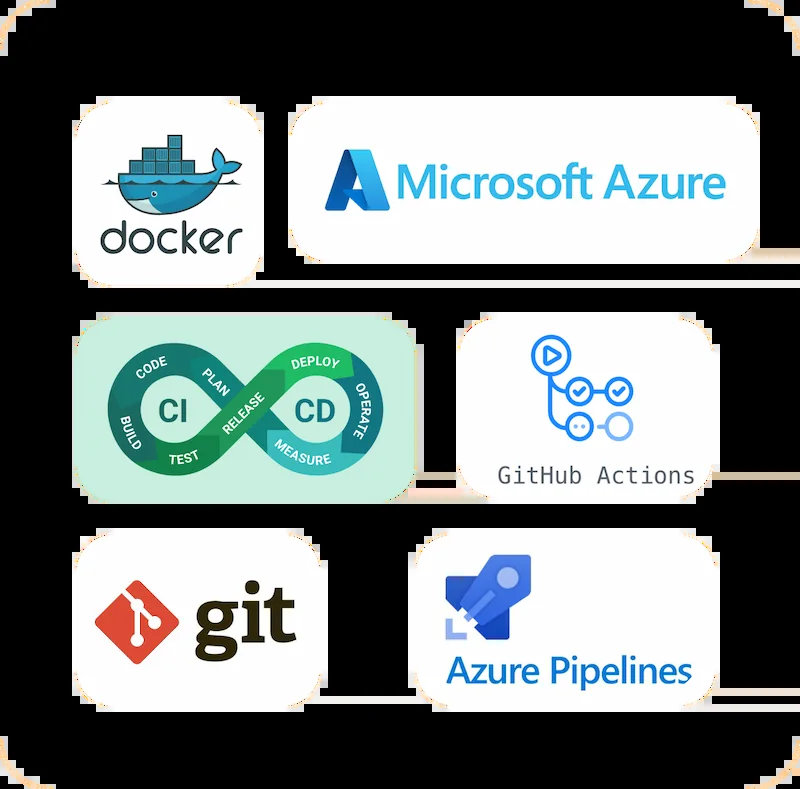 docker
Microsoft Azure
CODE
PLAN
DEPLOY
OPERATE
CI
CD
BUILD
RELEASE
TEST
MEASURE
GitHub Actions
git
Azure Pipelines